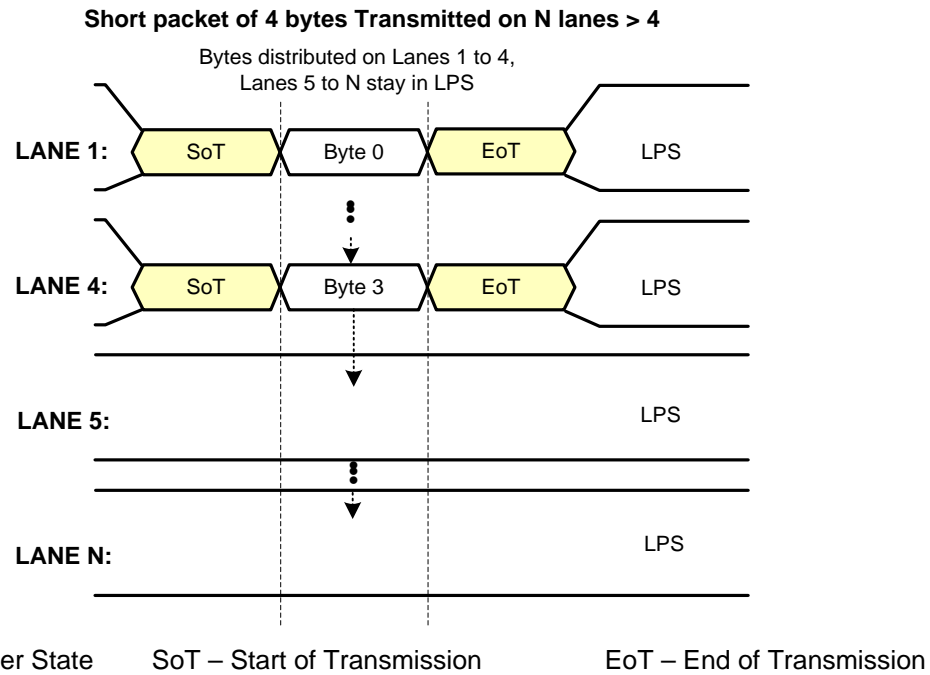 Short packet of 4 bytes Transmitted on N lanes > 4
Bytes distributed on Lanes 1 to 4,
Lanes 5 to N stay in LPS
LANE 1: SoT Byte 0 EoT LPS
LANE 4: SoT Byte 3 EoT LPS
LANE 5: LPS
LANE N: LPS
er State SoT – Start of Transmission EoT – End of Transmission